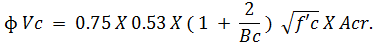 ϕ Vc = 0.75 X 0.53 X ( 1 + 2/Bc ) √f'c X Acr.